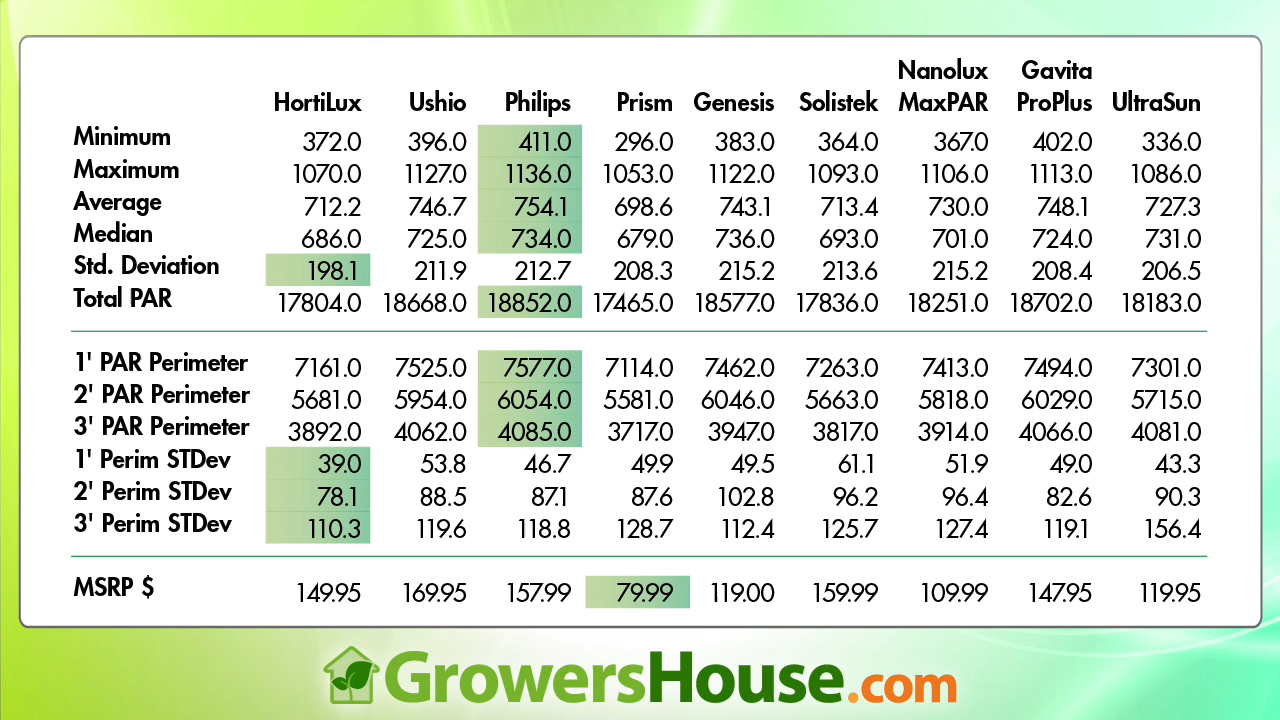 Nanolux Gavita
HortiLux Ushio Philips Prism Genesis Solistek MaxPAR ProPlus UltraSun
Minimum 372.0 396.0 411.0 296.0 383.0 364.0 367.0 402.0 336.0
Maximum 1070.0 1127.0 1136.0 1053.0 1122.0 1093.0 1106.0 1113.0 1086.0
Average 712.2 746.7 754.1 698.6 743.1 713.4 730.0 748.1 727.3
Median 686.0 725.0 734.0 679.0 736.0 693.0 701.0 724.0 731.0
Std. Deviation 198.1 211.9 212.7 208.3 215.2 213.6 215.2 208.4 206.5
Total PAR 17804.0 18668.0 18852.0 17465.0 18577.0 17836.0 18251.0 18702.0 18183.0
1' PAR Perimeter 7161.0 7525.0 7577.0 7114.0 7462.0 7263.0 7413.0 7494.0 7301.0
2' PAR Perimeter 5681.0 5954.0 6054.0 5581.0 6046.0 5663.0 5818.0 6029.0 5715.0
3' PAR Perimeter 3892.0 4062.0 4085.0 3717.0 3947.0 3817.0 3914.0 4066.0 4081.0
1' Perim STDev 39.0 53.8 46.7 49.9 49.5 61.1 51.9 49.0 43.3
2' Perim STDev 78.1 88.5 87.1 87.6 102.8 96.2 96.4 82.6 90.3
3' Perim STDev 110.3 119.6 118.8 128.7 112.4 125.7 127.4 119.1 156.4
MSRP $ 149.95 169.95 157.99 79.99 119.00 159.99 109.99 147.95 119.95
GrowersHouse.com